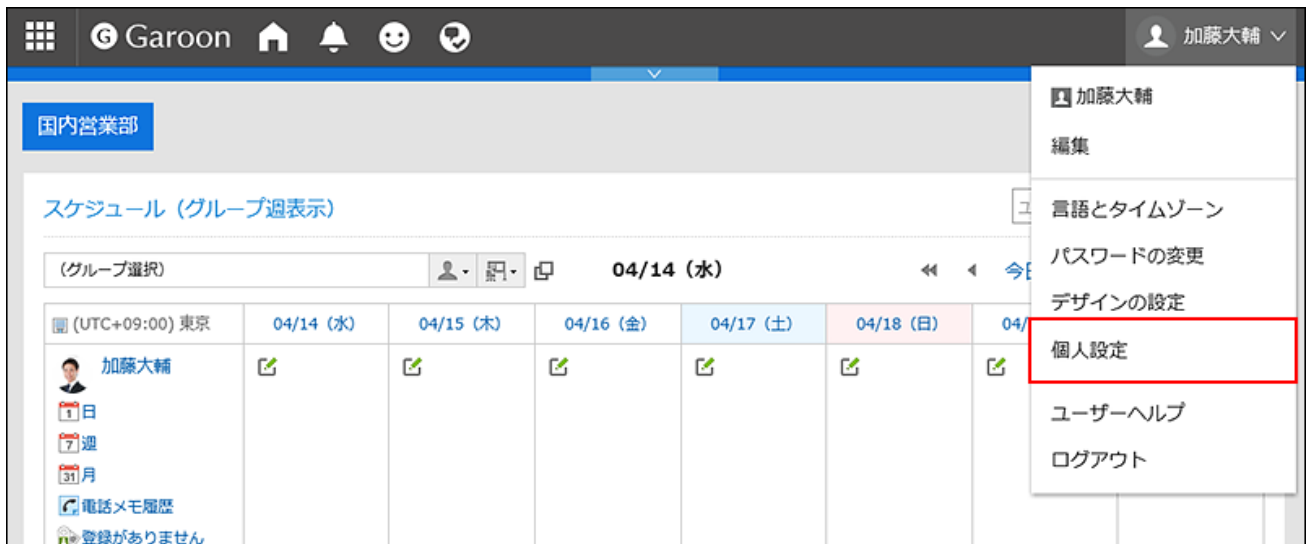 Garoon
加藤大輔
加藤大輔
編集
国内営業部
言語とタイムゾーン
パスワードの変更
デザインの設定
個人設定
ユーザーヘルプ
ログアウト
スケジュール（グループ週表示）
（グループ選択）
04/14（水）
(UTC+09:00) 東京
04/14（水）
04/15（木）
04/16（金）
04/17（土）
04/18（日）
04/
加藤大輔
1日
7週
31月
電話メモ履歴
登録がありません